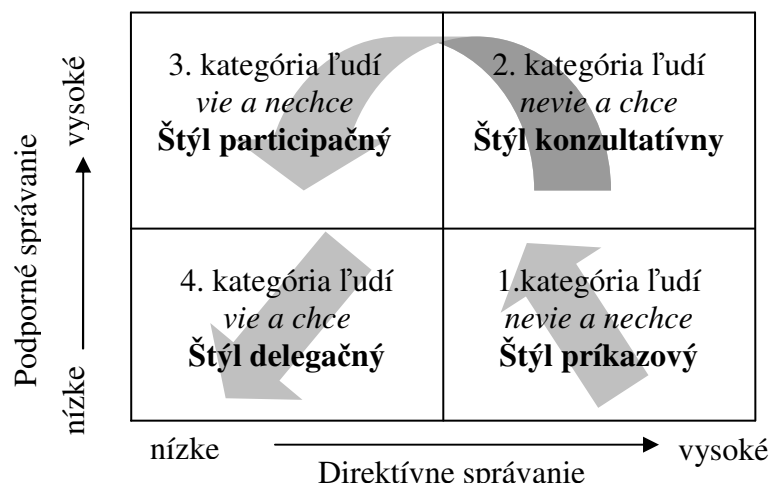 3. kategória ľudí
vie a nechce
Štýl participačný
2. kategória ľudí
nevie a chce
Štýl konzultatívny
4. kategória ľudí
vie a chce
Štýl delegačný
1.kategória ľudí
nevie a nechce
Štýl príkazový
Podporné správanie
vysoké
nízke
nízke
vysoké
Direktívne správanie